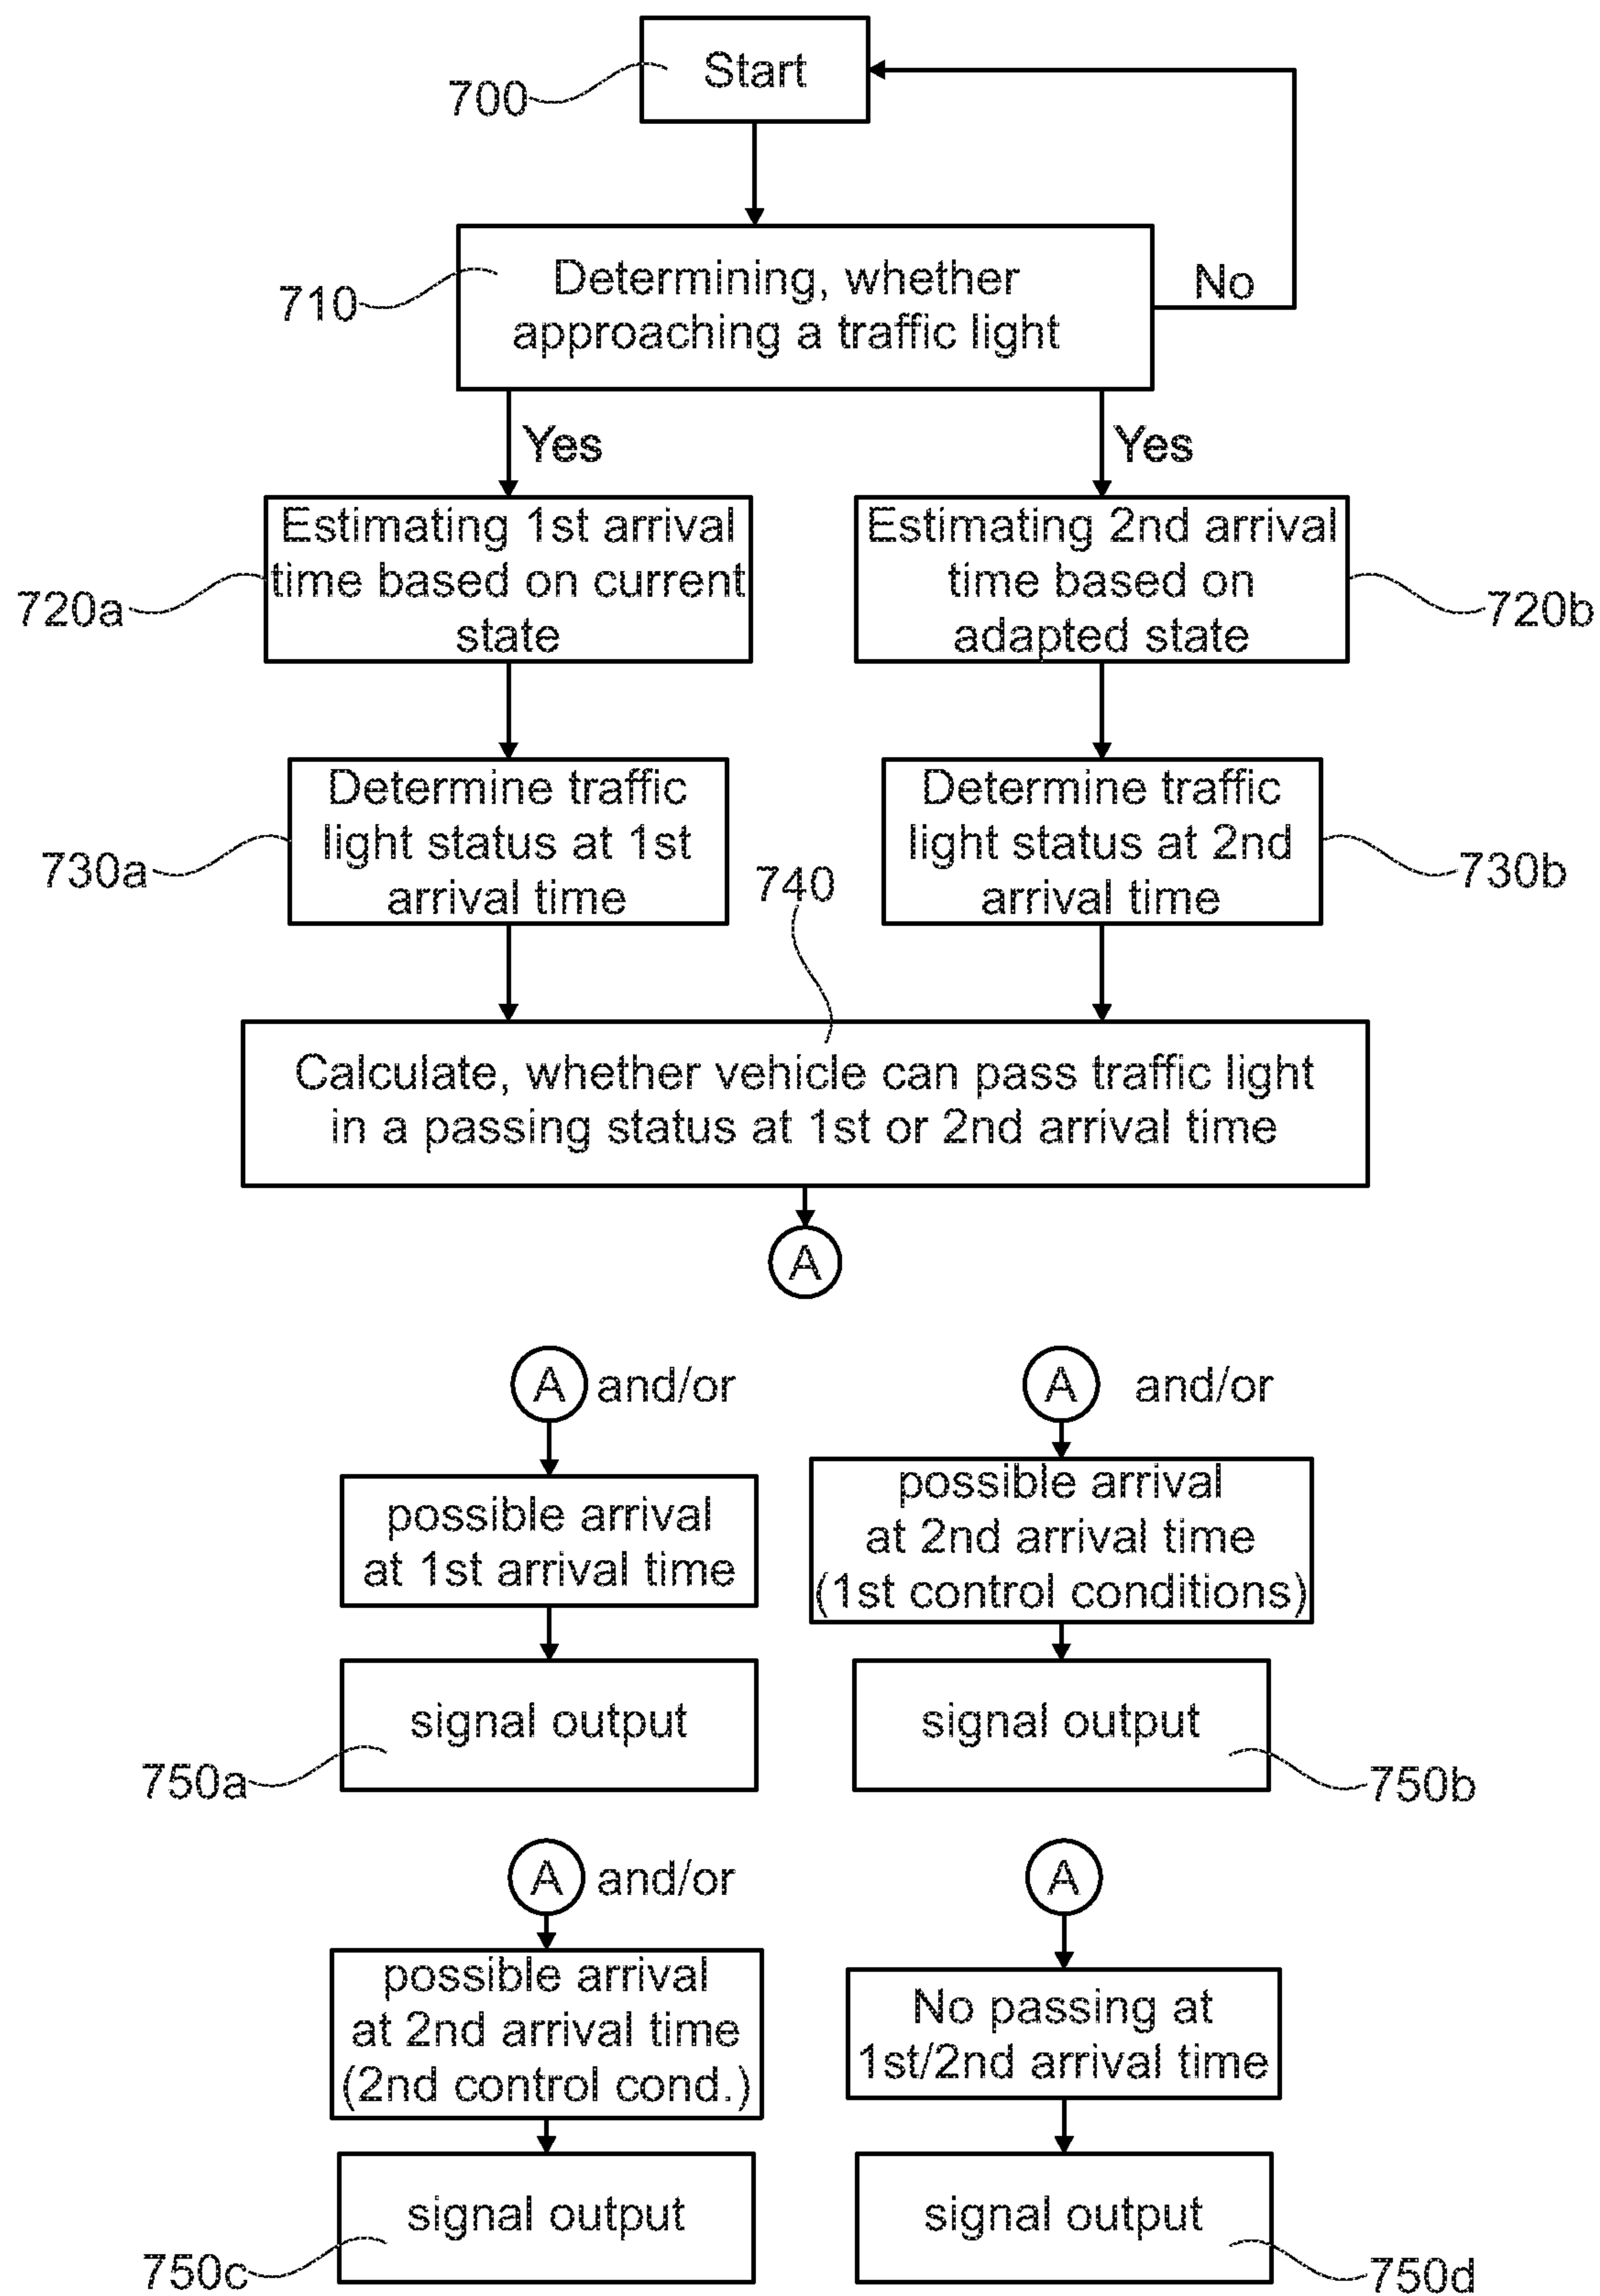 Start
700
Determining, whether
approaching a traffic light
No
710
Yes
Yes
Estimating 1st arrival
time based on current
state
720a
Estimating 2nd arrival
time based on
adapted state
720b
Determine traffic
light status at 1st
arrival time
730a
Determine traffic
light status at 2nd
arrival time
730b
740
Calculate, whether vehicle can pass traffic light
in a passing status at 1st or 2nd arrival time
A
A and/or
possible arrival
at 1st arrival time
signal output
750a
A and/or
possible arrival
at 2nd arrival time
(1st control conditions)
signal output
750b
A and/or
possible arrival
at 2nd arrival time
(2nd control cond.)
signal output
750c
A
No passing at
1st/2nd arrival time
signal output
750d